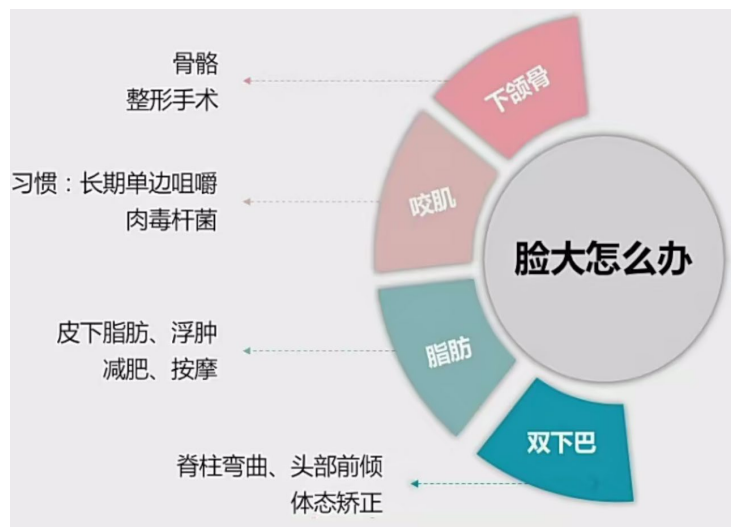 骨骼
整形手术
下颌骨
习惯：长期单边咀嚼
肉毒杆菌
咬肌
脸大怎么办
皮下脂肪、浮肿
减肥、按摩
脂肪
双下巴
脊柱弯曲、头部前倾
体态矫正